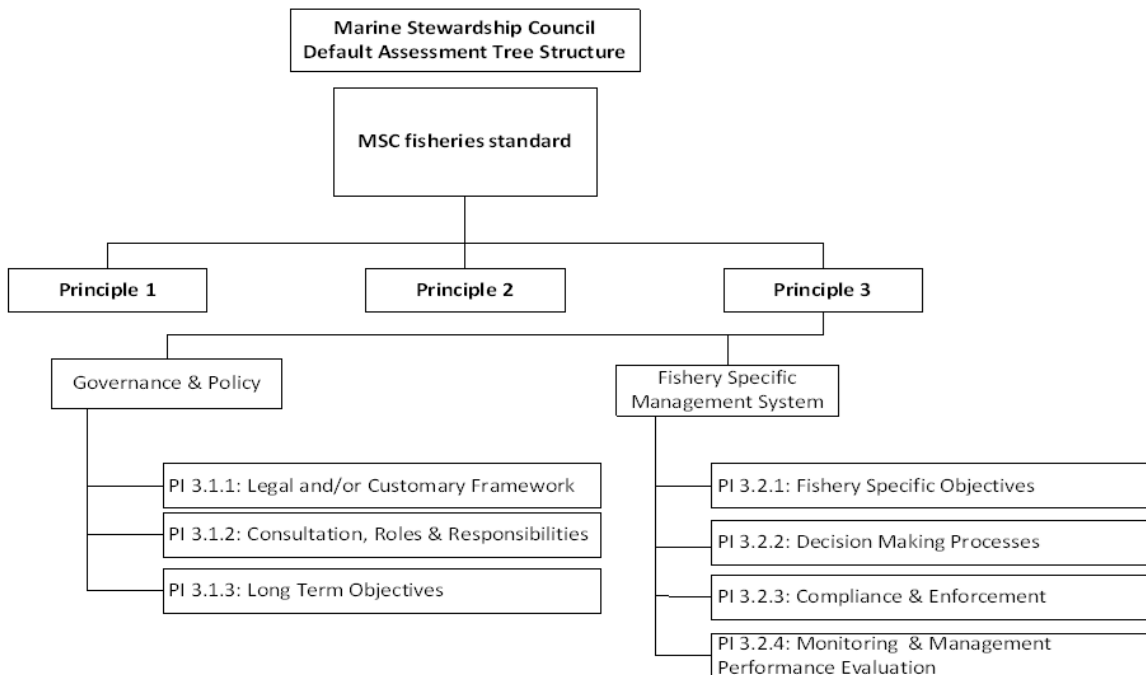 Marine Stewardship Council
Default Assessment Tree Structure
MSC fisheries standard
Principle 1
Principle 2
Principle 3
Governance & Policy
Fishery Specific
Management System
PI 3.1.1: Legal and/or Customary Framework
PI 3.1.2: Consultation, Roles & Responsibilities
PI 3.1.3: Long Term Objectives
PI 3.2.1: Fishery Specific Objectives
PI 3.2.2: Decision Making Processes
PI 3.2.3: Compliance & Enforcement
PI 3.2.4: Monitoring & Management
Performance Evaluation